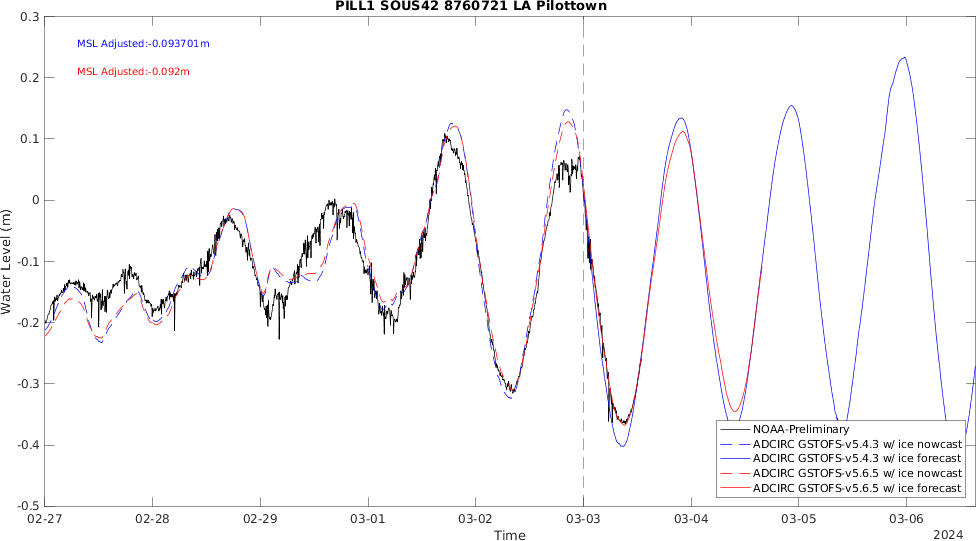 PILL1 SOUS42 8760721 LA Pilottown
MSL Adjusted:-0.093701m
MSL Adjusted:-0.092m
Water Level (m)
0.3
0.2
0.1
0
-0.1
-0.2
-0.3
-0.4
-0.5
NOAA-Preliminary
ADCIRC GSTOFS-v5.4.3 w/ ice nowcast
ADCIRC GSTOFS-v5.4.3 w/ ice forecast
ADCIRC GSTOFS-v5.6.5 w/ ice nowcast
ADCIRC GSTOFS-v5.6.5 w/ ice forecast
02-27 02-28 02-29 03-01 03-02 03-03 03-04 03-05 03-06
Time
2024